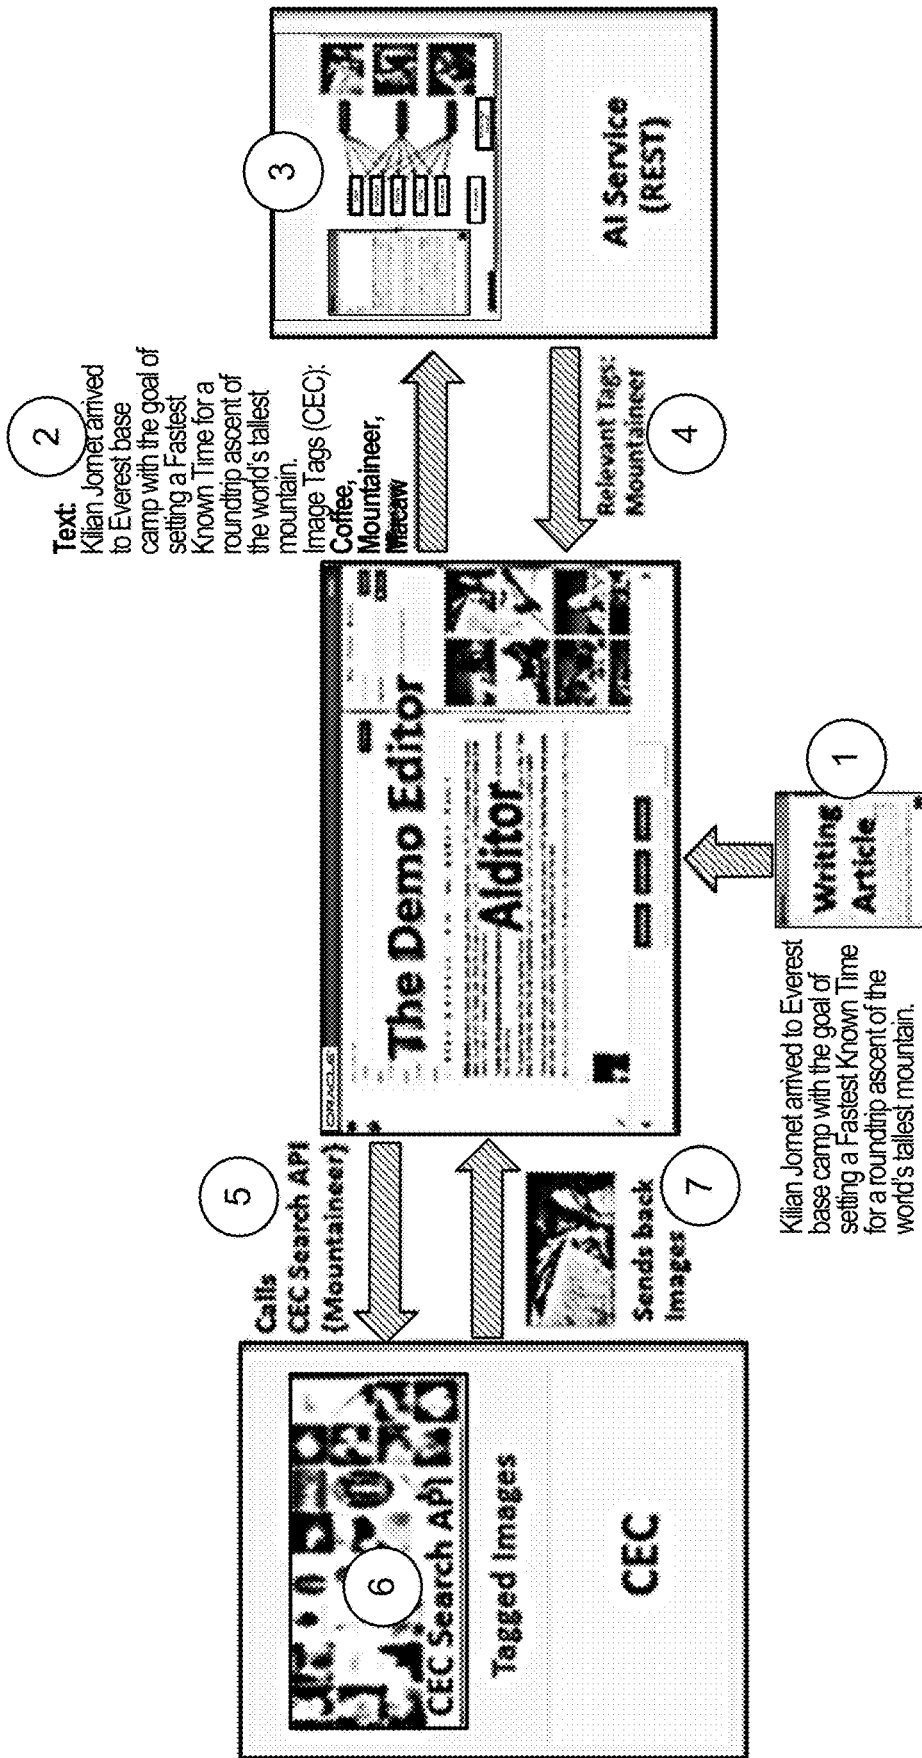 5
Calls
CEC Search API
(Mountaineer)
6
CEC Search API
Tagged Images
CEC
Sends back
Images
7
ORACLE
The Demo Editor
AIditor
Kilian Jornet arrived to Everest
base camp with the goal of
setting a Fastest Known Time
for a roundtrip ascent of the
world's tallest mountain.
Writing
Article
1
2
Text:
Kilian Jornet arrived
to Everest base
camp with the goal of
setting a Fastest
Known Time for a
roundtrip ascent of
the world's tallest
mountain.
Image Tags (CEC):
Coffee,
Mountaineer,
Macaw
Relevant Tags:
Mountaineer
4
3
AI Service
(REST)